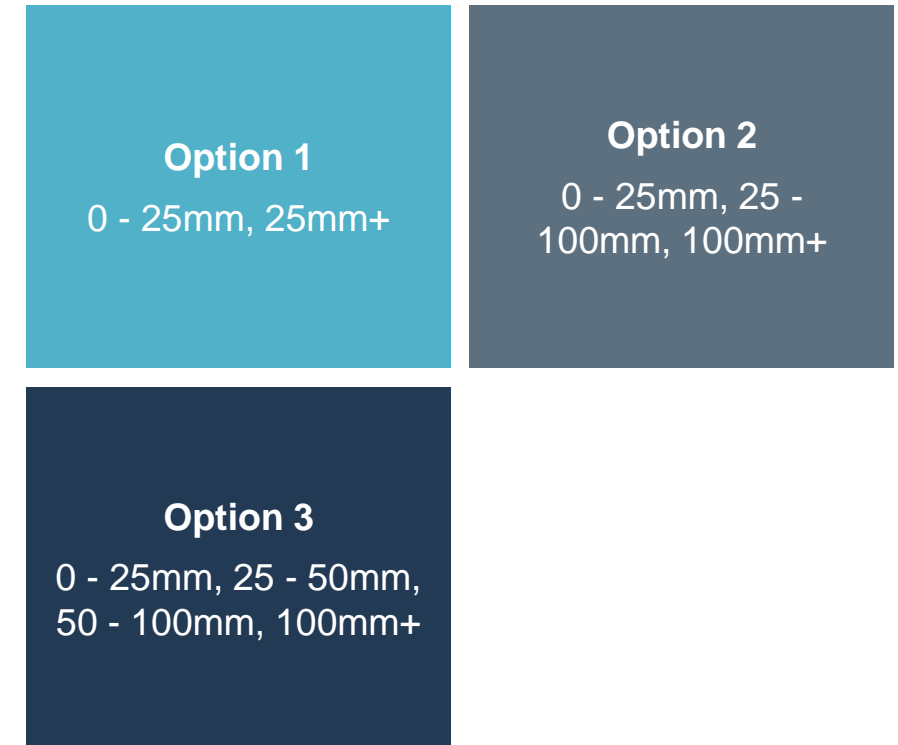 Option 1
0 - 25mm, 25mm+
Option 2
0 - 25mm, 25 -
100mm, 100mm+
Option 3
0 - 25mm, 25 - 50mm,
50 - 100mm, 100mm+